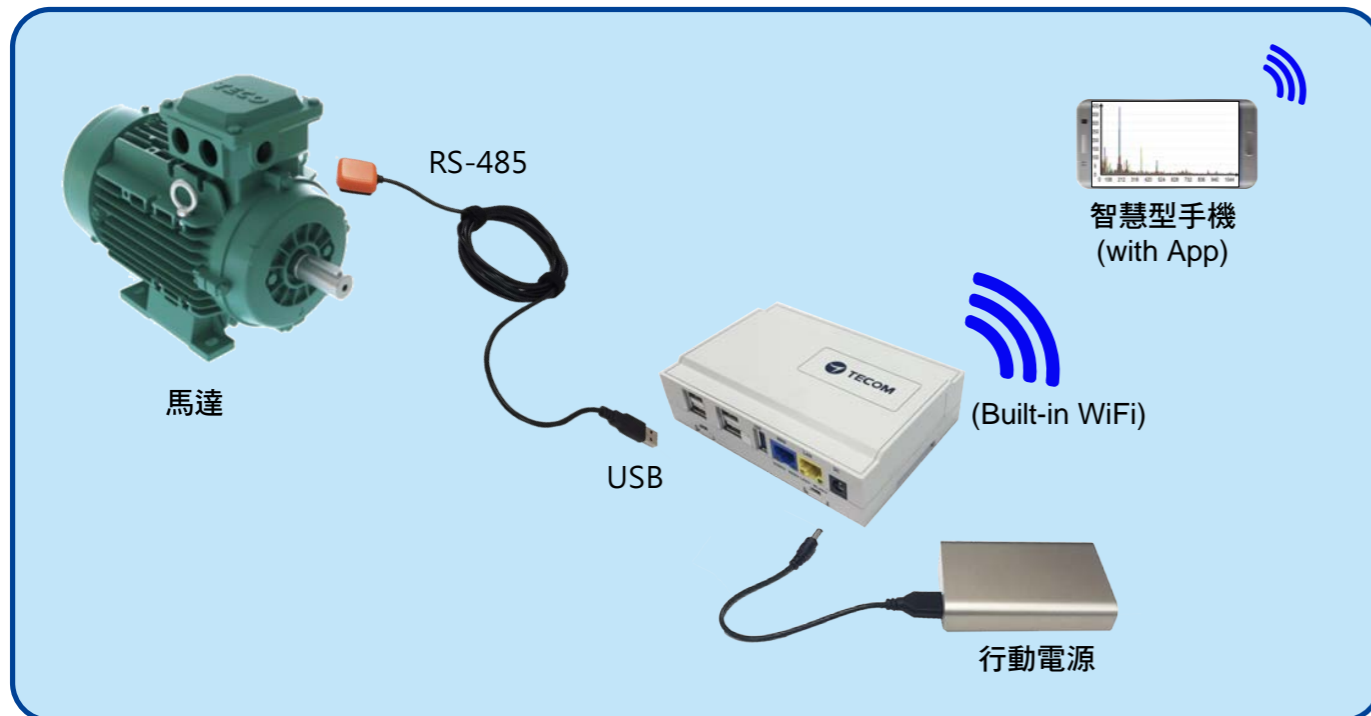 TECO
RS-485
智慧型手機
(with App)
馬達
TECOM
(Built-in WiFi)
USB
行動電源